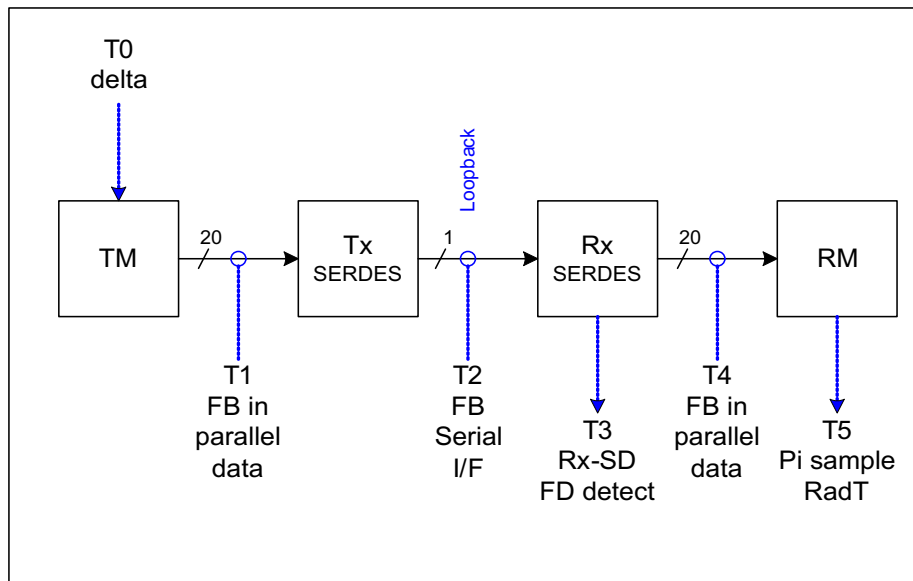 T0
delta
Loopback
TM
20
Tx
SERDES
1
Rx
SERDES
20
RM
T1
FB in
parallel
data
T2
FB
Serial
I/F
T3
Rx-SD
FD detect
T4
FB in
parallel
data
T5
Pi sample
RadT